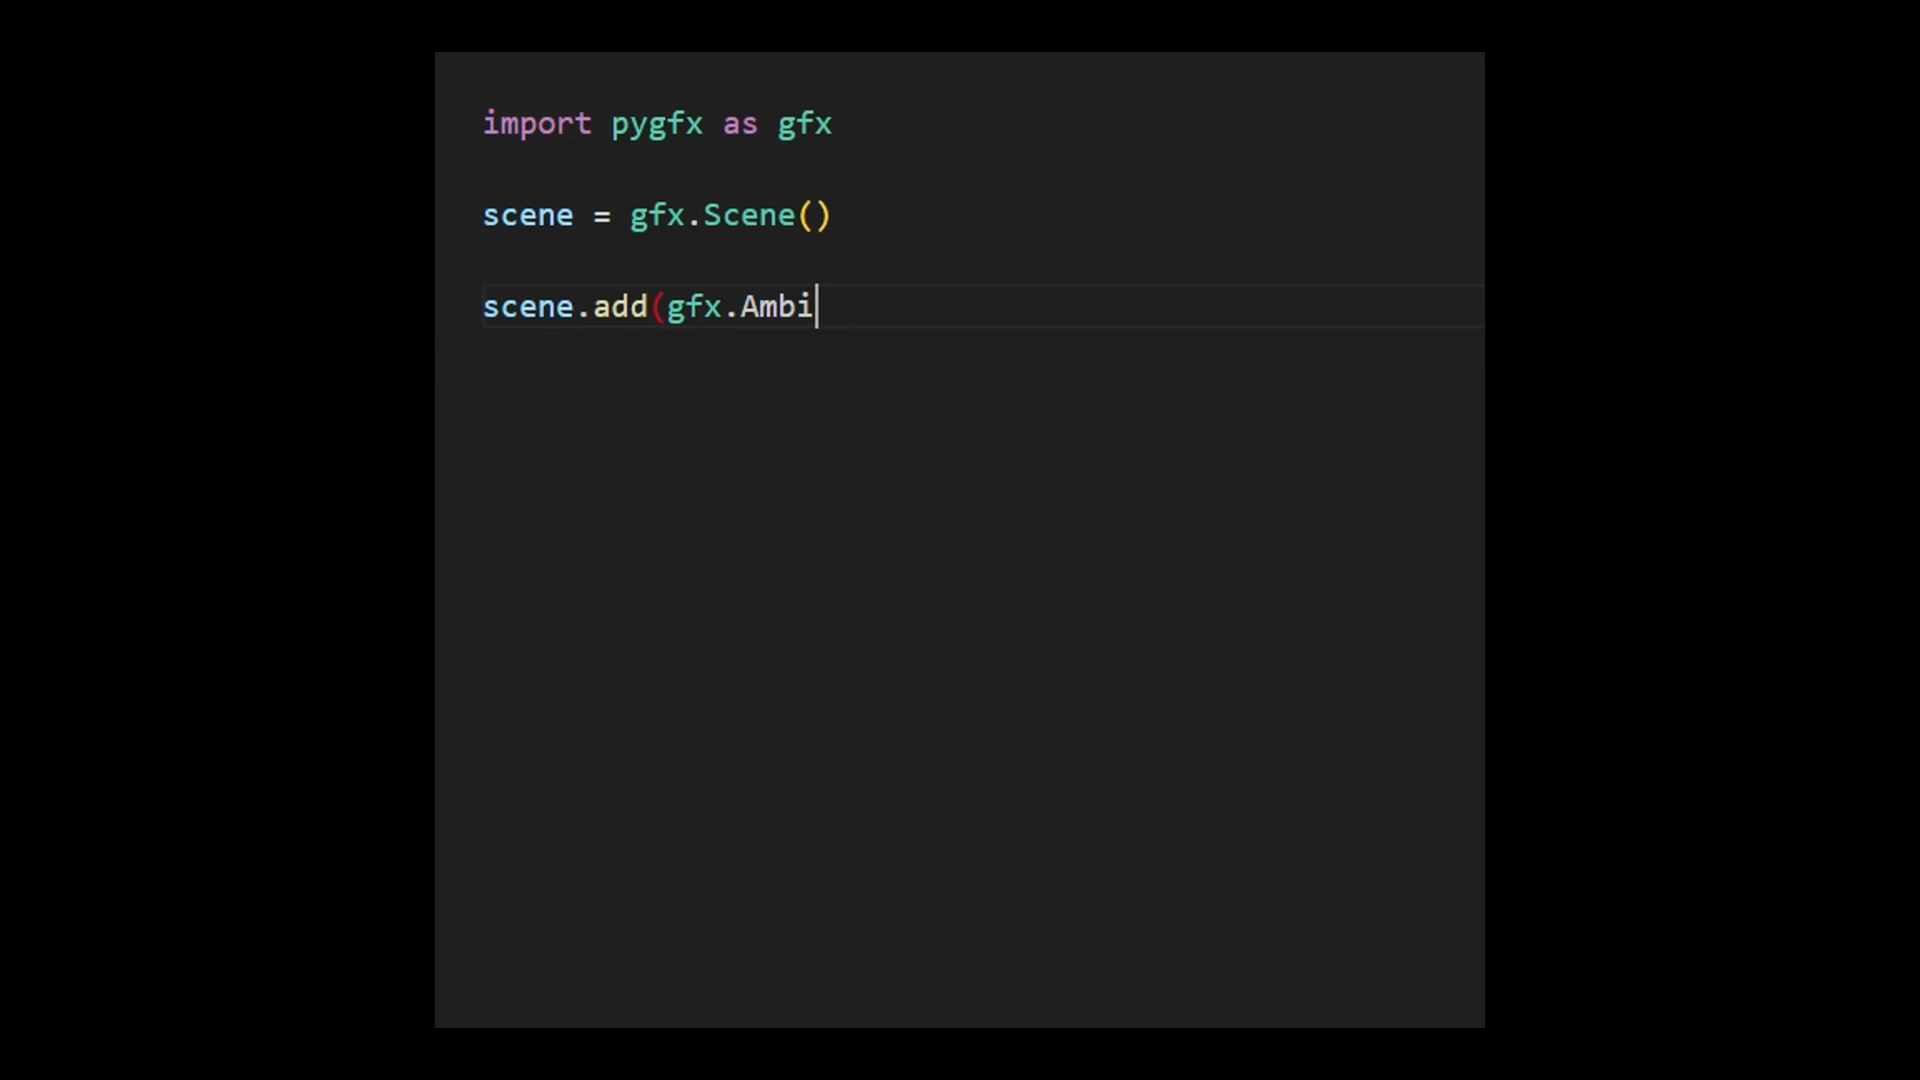 import pygfx as gfx
scene = gfx.Scene()
scene.add(gfx.Ambi